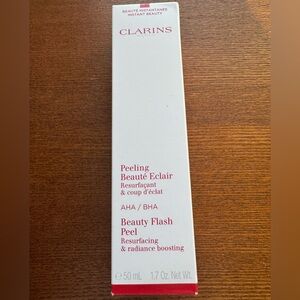 BEAUTÉ INSTANTANÉE
INSTANT BEAUTY
CLARINS
Peeling
Beauté Eclair
Resurfaçant
& coup d'éclat
AHA / BHA
Beauty Flash
Peel
Resurfacing
& radiance boosting
50 mL 1.7 Oz. Net Wt.